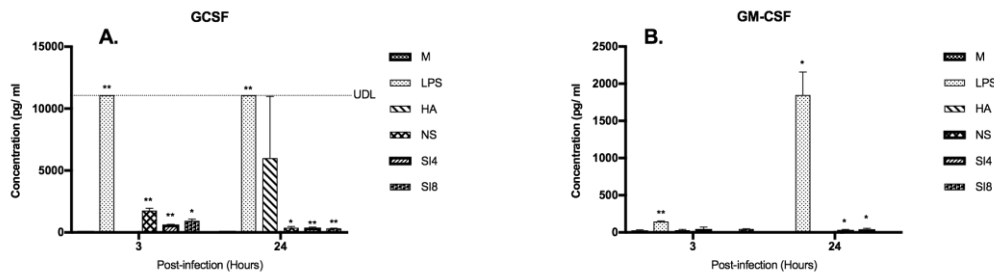 GCSF
A.
15000
10000
5000
0
Concentration (pg/ ml)
**
**
UDL
**
**
*
*
**
**
3
24
Post-infection (Hours)
M
LPS
HA
NS
SI4
SI8
GM-CSF
B.
2500
2000
1500
1000
500
0
Concentration (pg/ ml)
**
*
*
*
3
24
Post-infection (Hours)
M
LPS
HA
NS
SI4
SI8